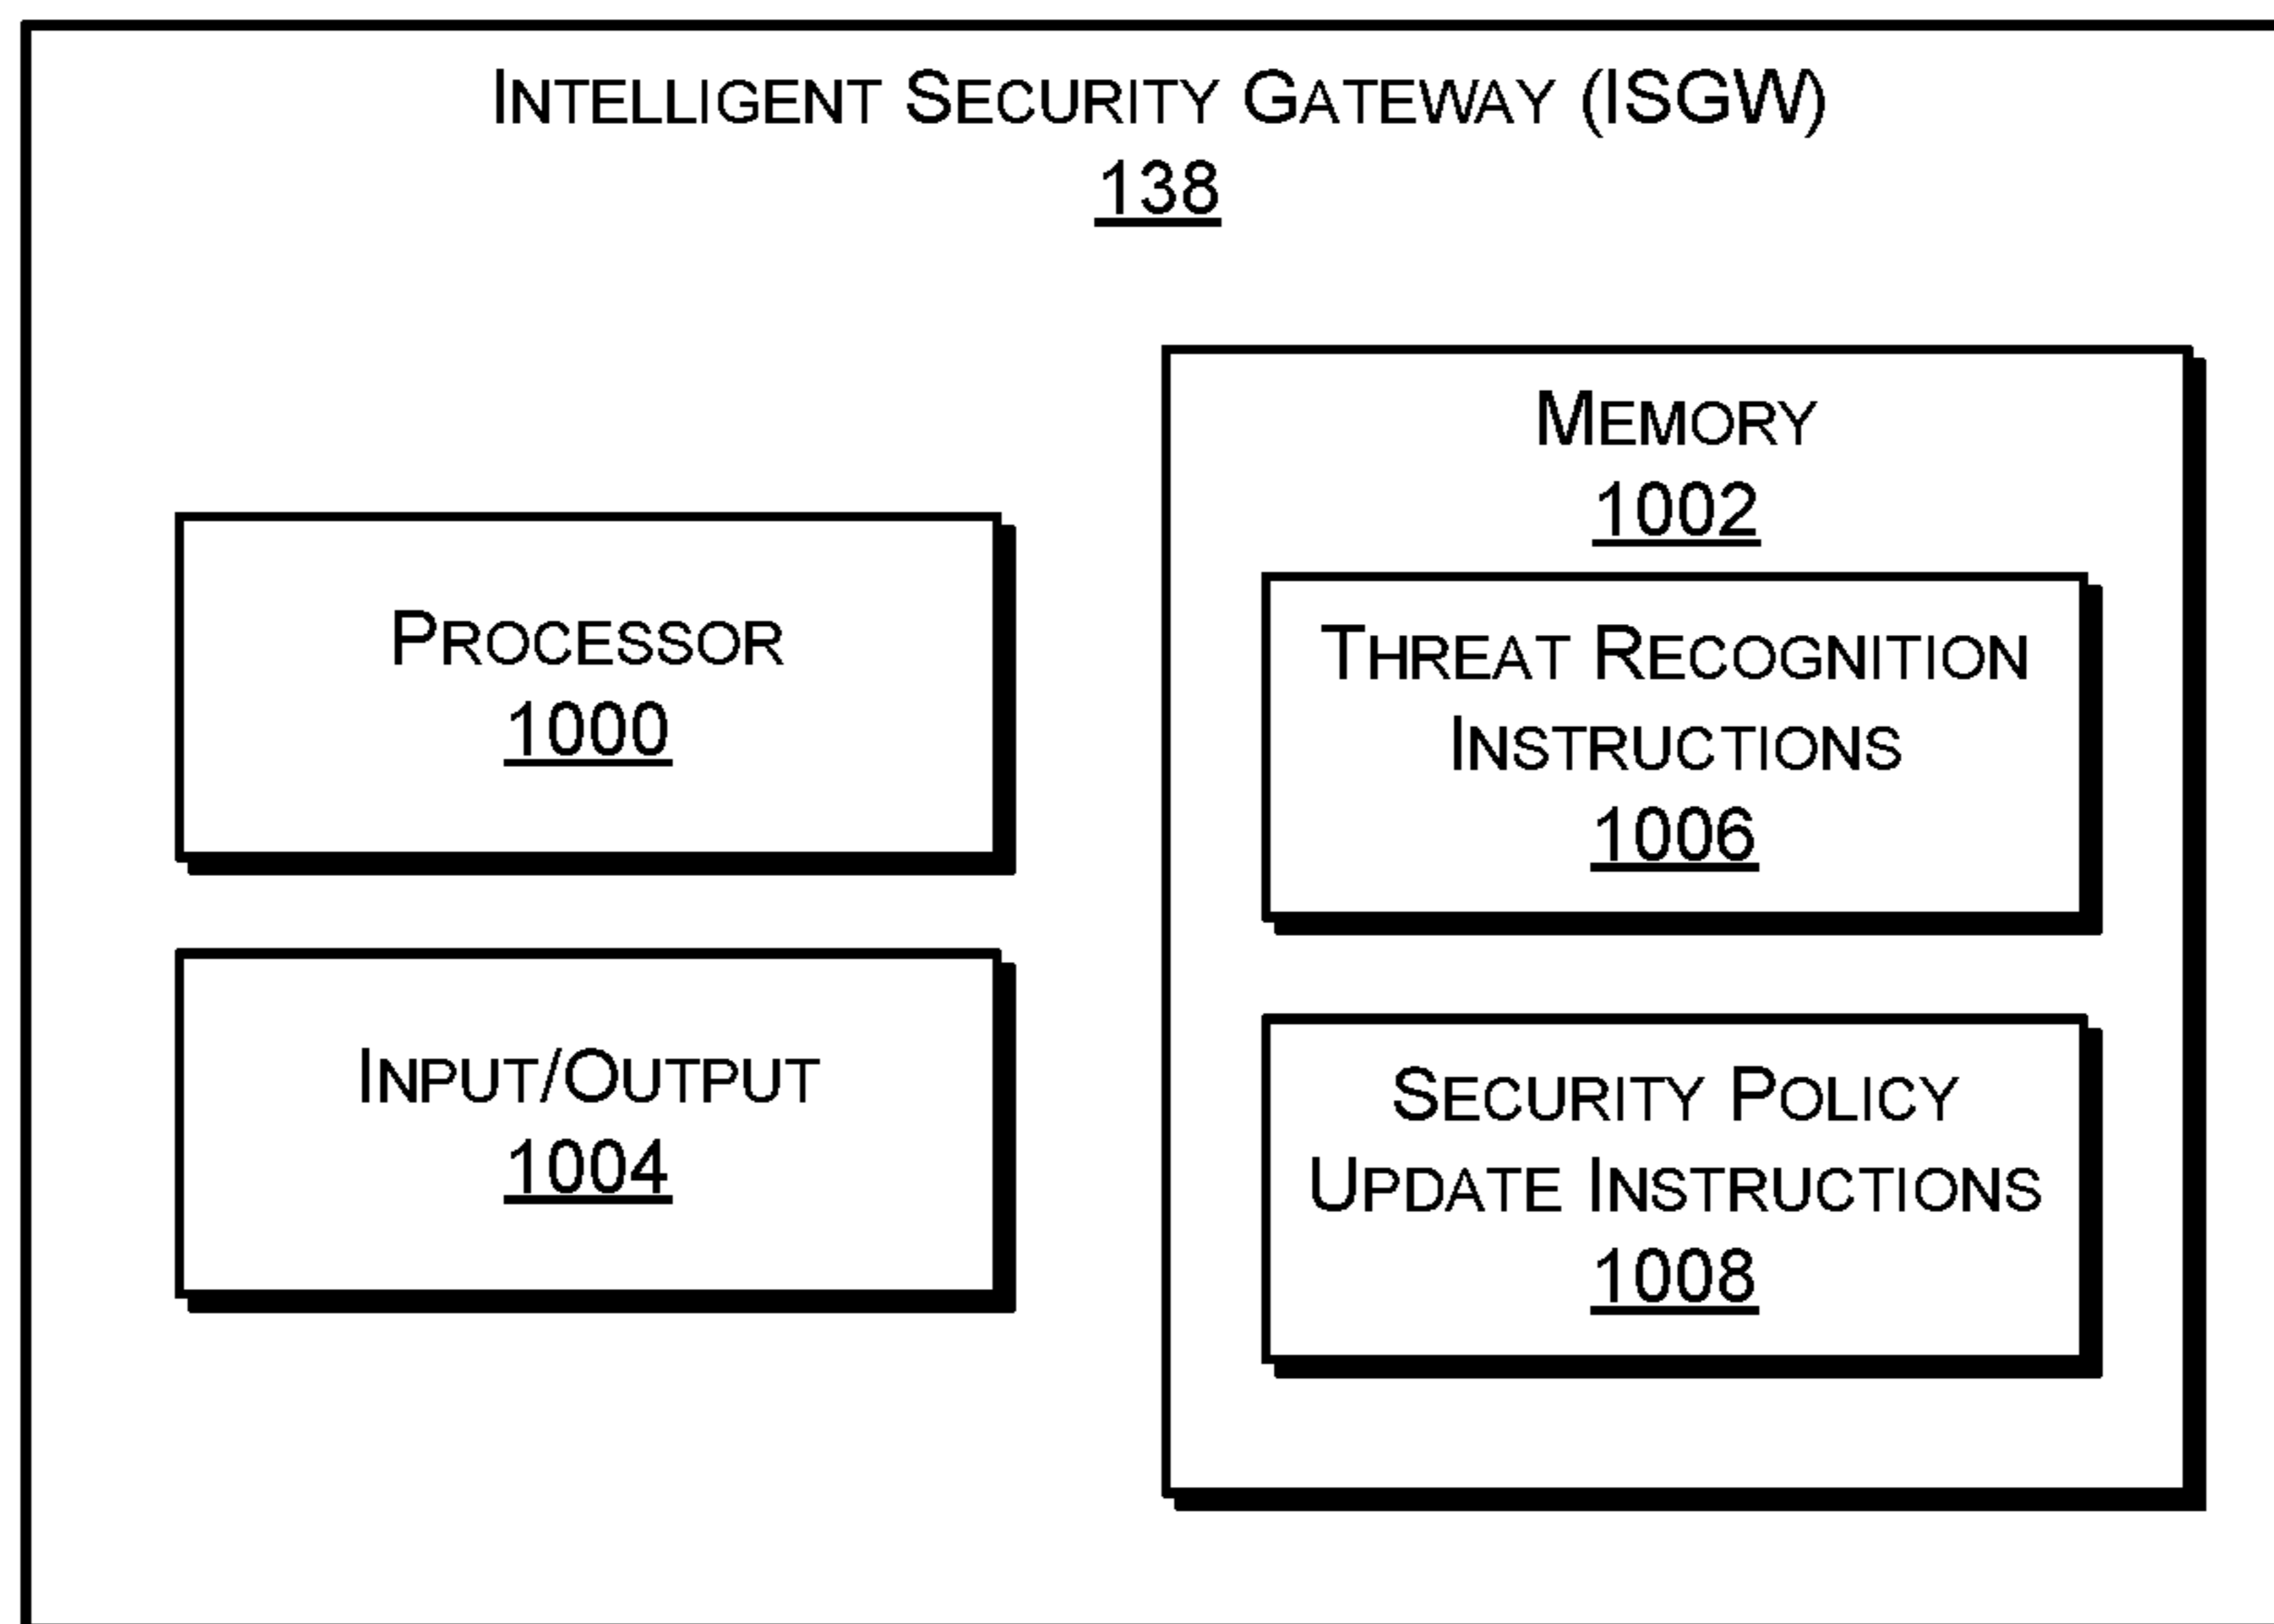 Intelligent Security Gateway (ISGW)
138
Processor
1000
Input/Output
1004
Memory
1002
Threat Recognition
Instructions
1006
Security Policy
Update Instructions
1008